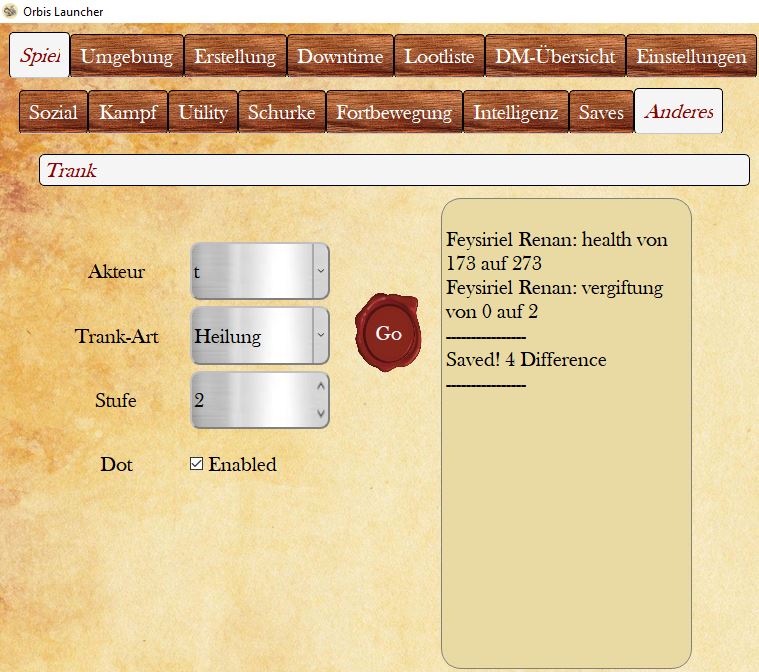 Orbis Launcher
Spiel Umgebung Erstellung Downtime Lootliste DM-Übersicht Einstellungen
Sozial Kampf Utility Schurke Fortbewegung Intelligenz Saves Anderes
Trank
Akteur t
Trank-Art Heilung
Stufe 2
Dot Enabled
Go
Feysiriel Renan: health von
173 auf 273
Feysiriel Renan: vergiftung
von 0 auf 2
----------------
Saved! 4 Difference
----------------